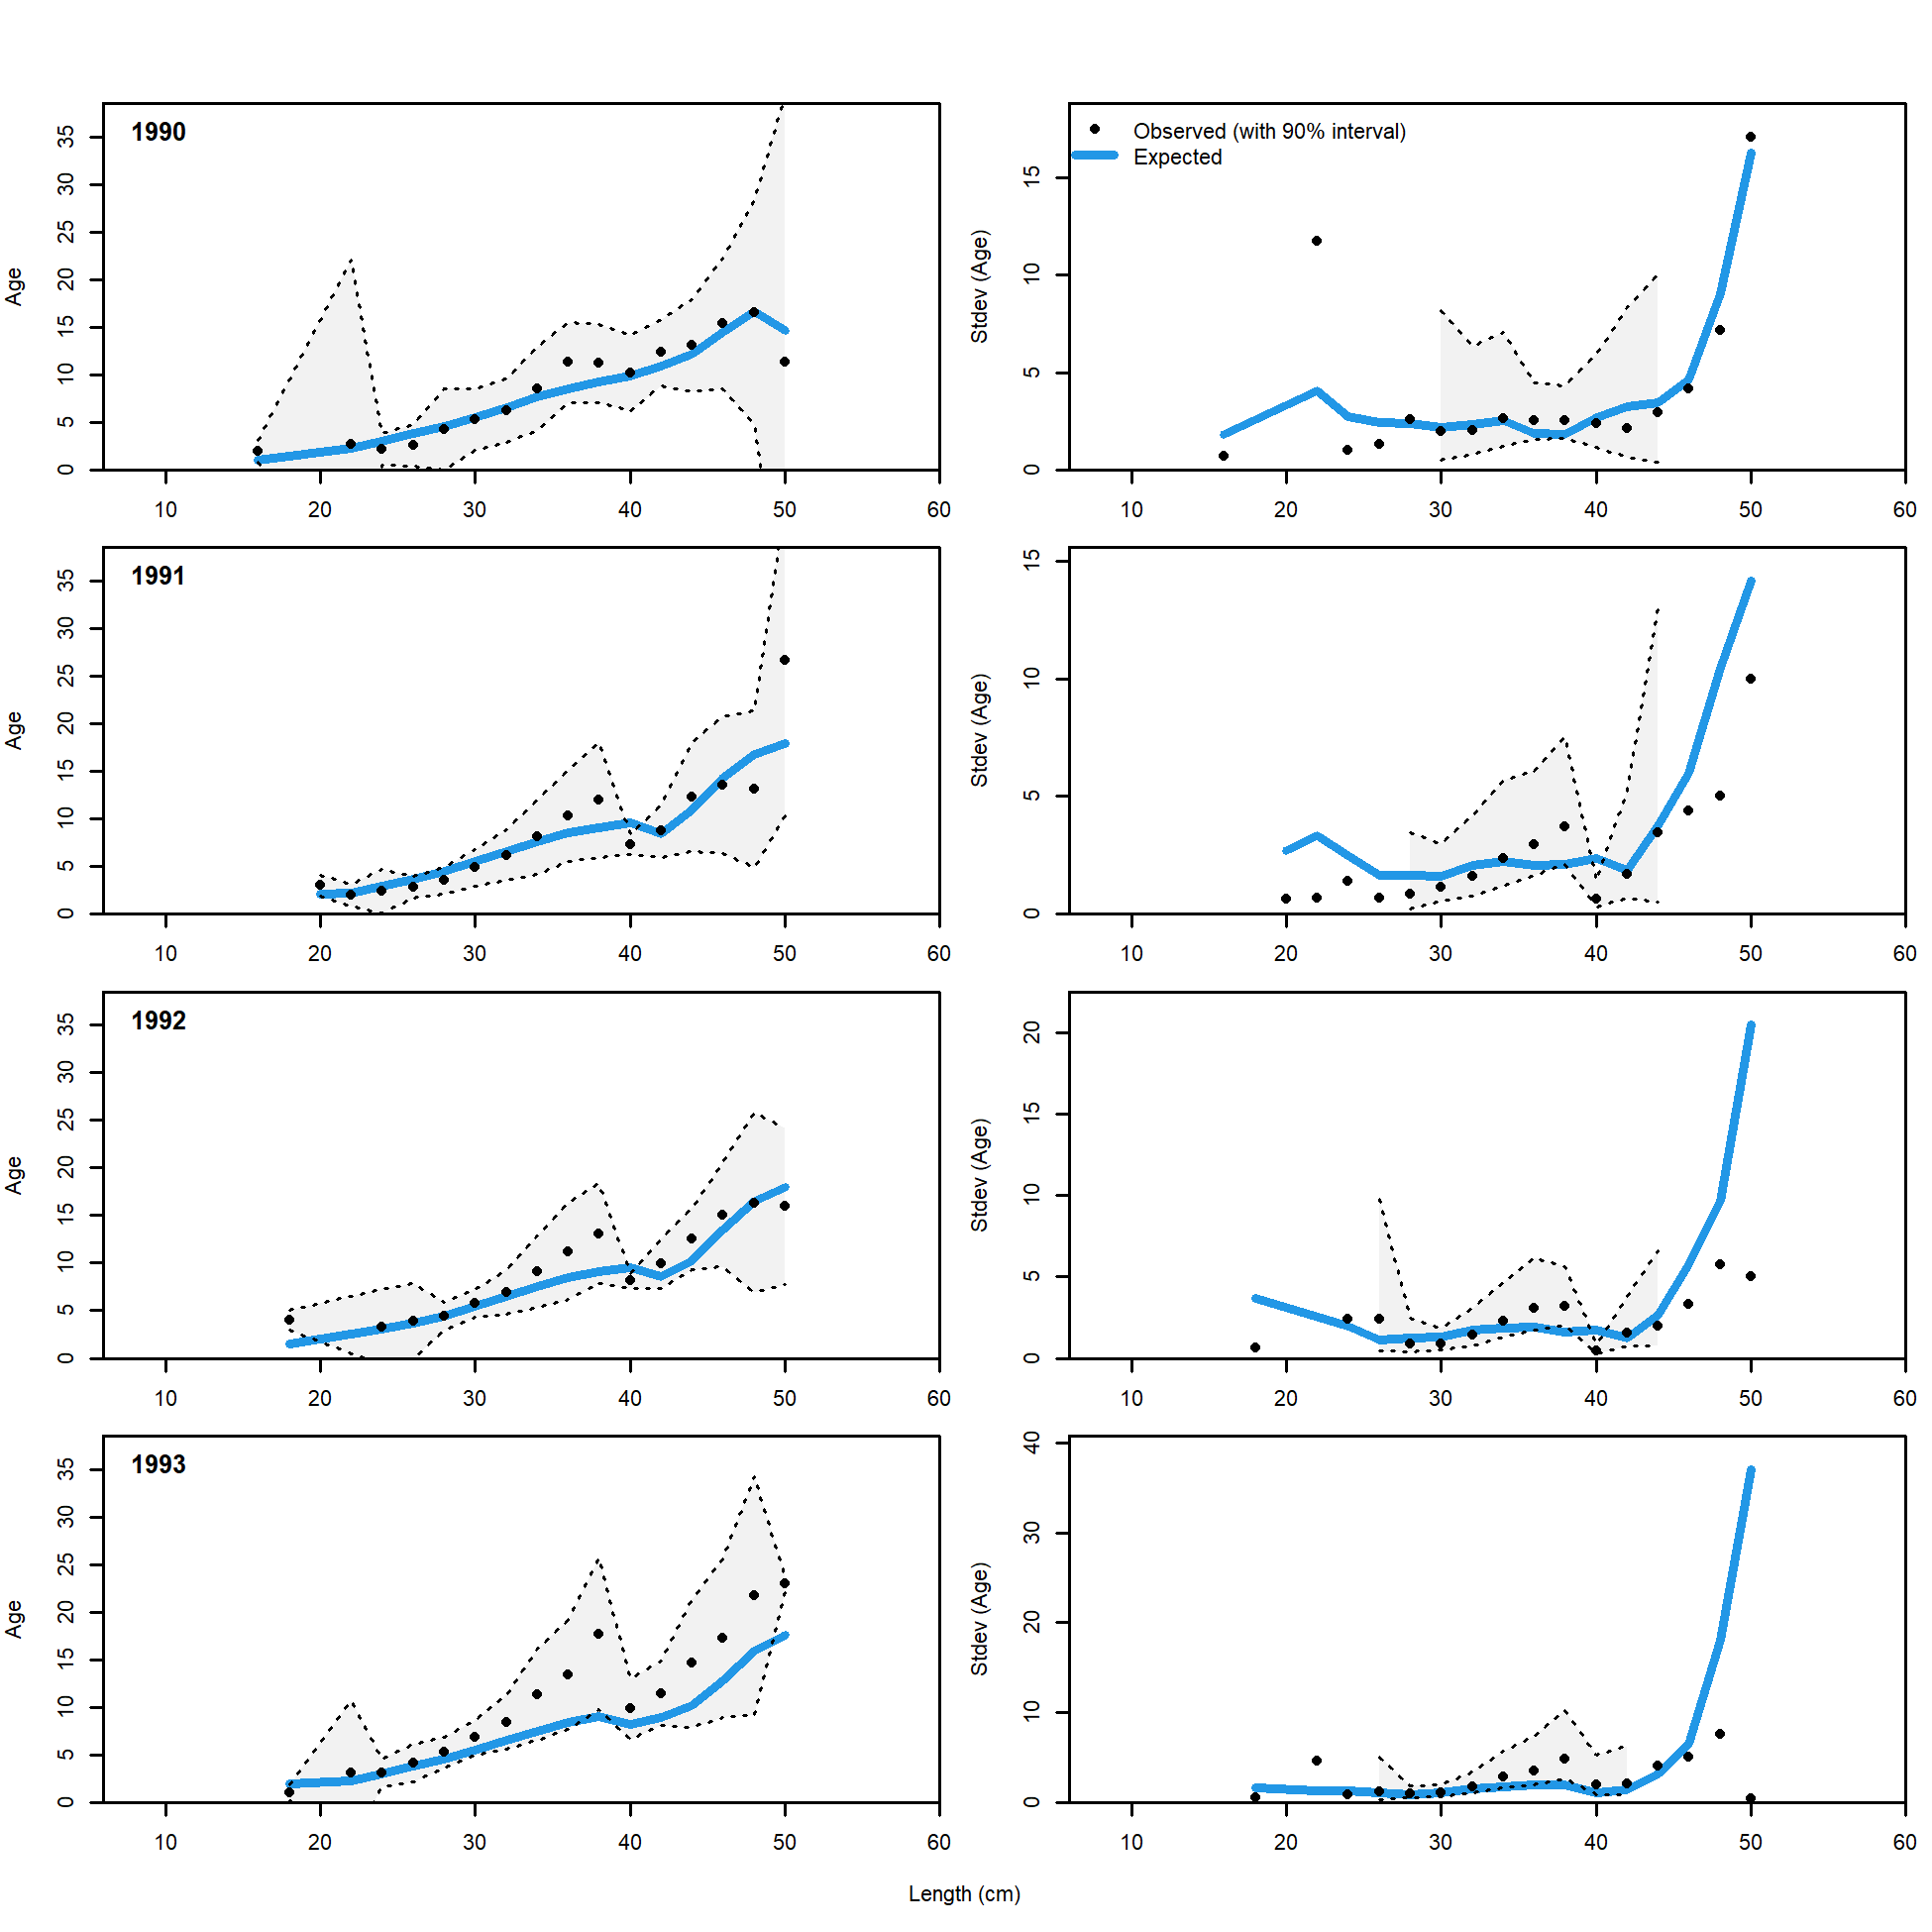 1990
Age
0 5 10 15 20 25 30 35
10 20 30 40 50 60
Observed (with 90% interval)
Expected
Stdev (Age)
0 5 10 15
10 20 30 40 50 60
1991
Age
0 5 10 15 20 25 30 35
10 20 30 40 50 60
Stdev (Age)
0 5 10 15
10 20 30 40 50 60
1992
Age
0 5 10 15 20 25 30 35
10 20 30 40 50 60
Stdev (Age)
0 5 10 15 20
10 20 30 40 50 60
1993
Age
0 5 10 15 20 25 30 35
10 20 30 40 50 60
Stdev (Age)
0 10 20 30 40
10 20 30 40 50 60
Length (cm)